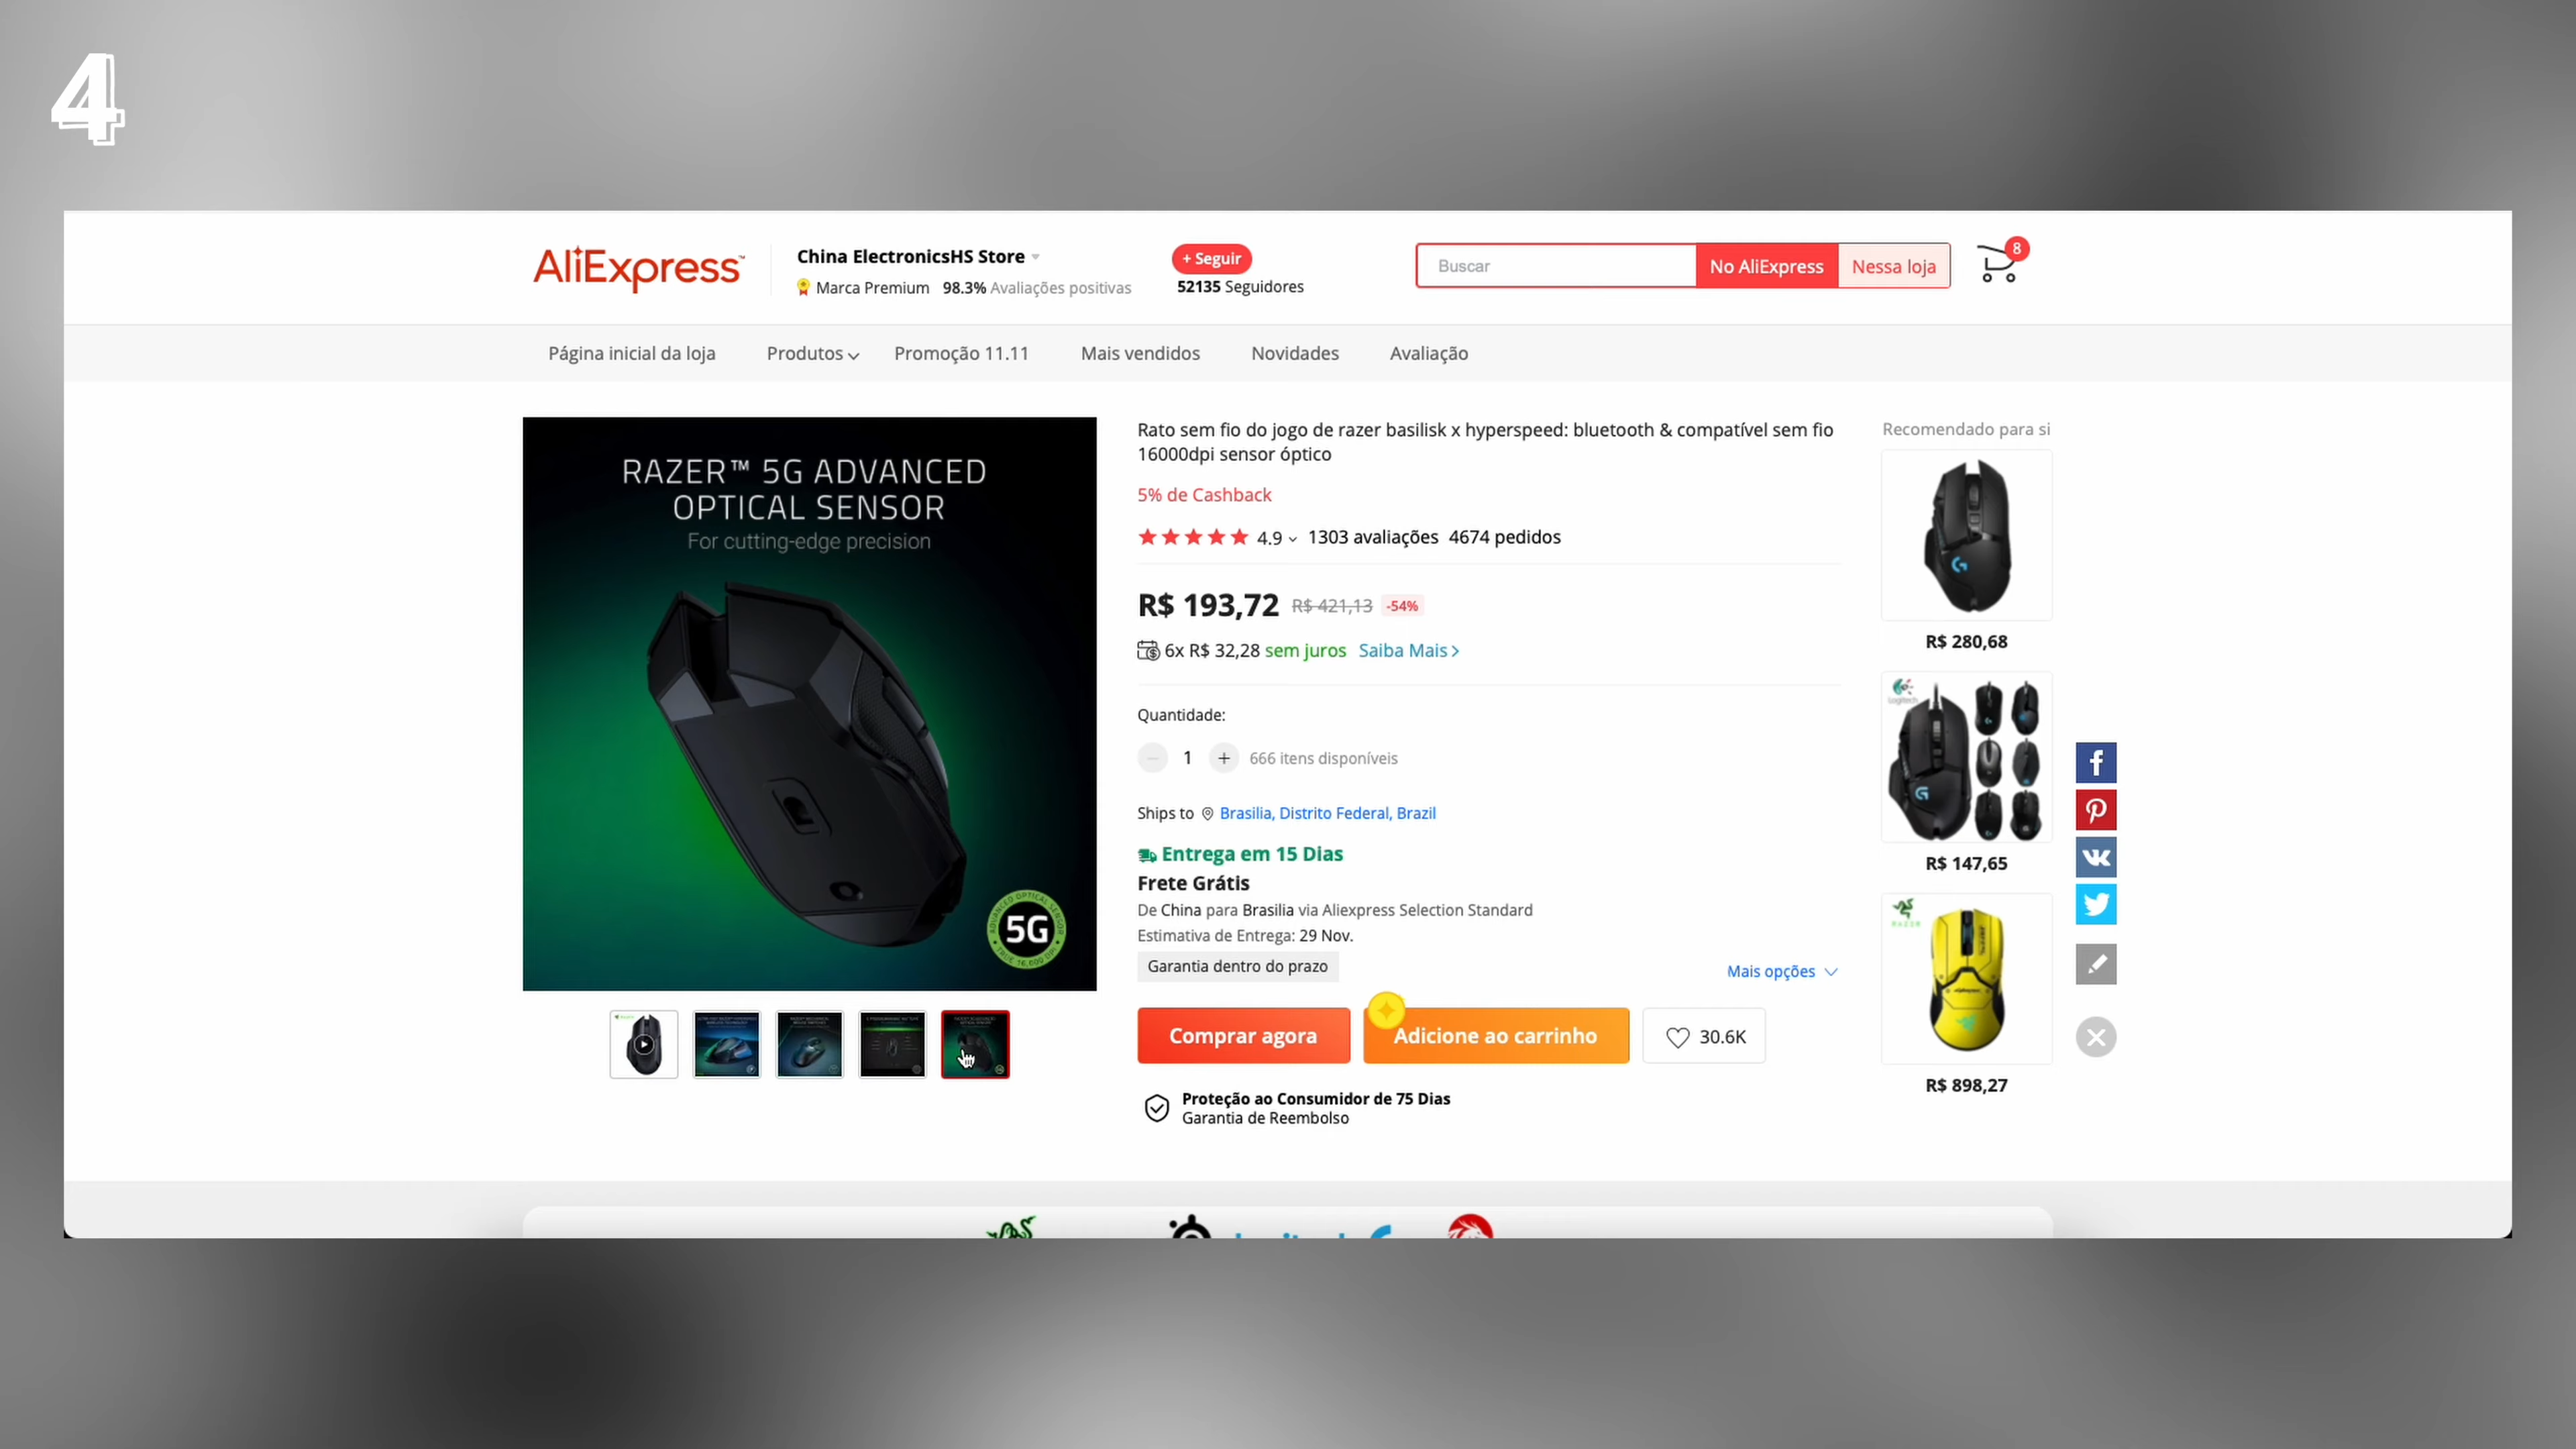 4
AliExpress™
China ElectronicsHS Store
Marca Premium 98.3% Avaliações positivas
+ Seguir
52135 Seguidores
Buscar
No AliExpress
Nessa loja
8
Página inicial da loja
Produtos
Promoção 11.11
Mais vendidos
Novidades
Avaliação
RAZER™ 5G ADVANCED
OPTICAL SENSOR
For cutting-edge precision
ADVANCED OPTICAL SENSOR
5G
Rato sem fio do jogo de razer basilisk x hyperspeed: bluetooth & compatível sem fio
16000dpi sensor óptico
5% de Cashback
4.9 1303 avaliações 4674 pedidos
R$ 193,72 R$ 421,13 -54%
6x R$ 32,28 sem juros Saiba Mais
Quantidade:
1 + 666 itens disponíveis
Ships to Brasilia, Distrito Federal, Brazil
Entrega em 15 Dias
Frete Grátis
De China para Brasilia via Aliexpress Selection Standard
Estimativa de Entrega: 29 Nov.
Garantia dentro do prazo
Mais opções
Comprar agora
Adicione ao carrinho
30.6K
Proteção ao Consumidor de 75 Dias
Garantia de Reembolso
Recomendado para si
R$ 280,68
Logitech
R$ 147,65
RAZER
R$ 898,27